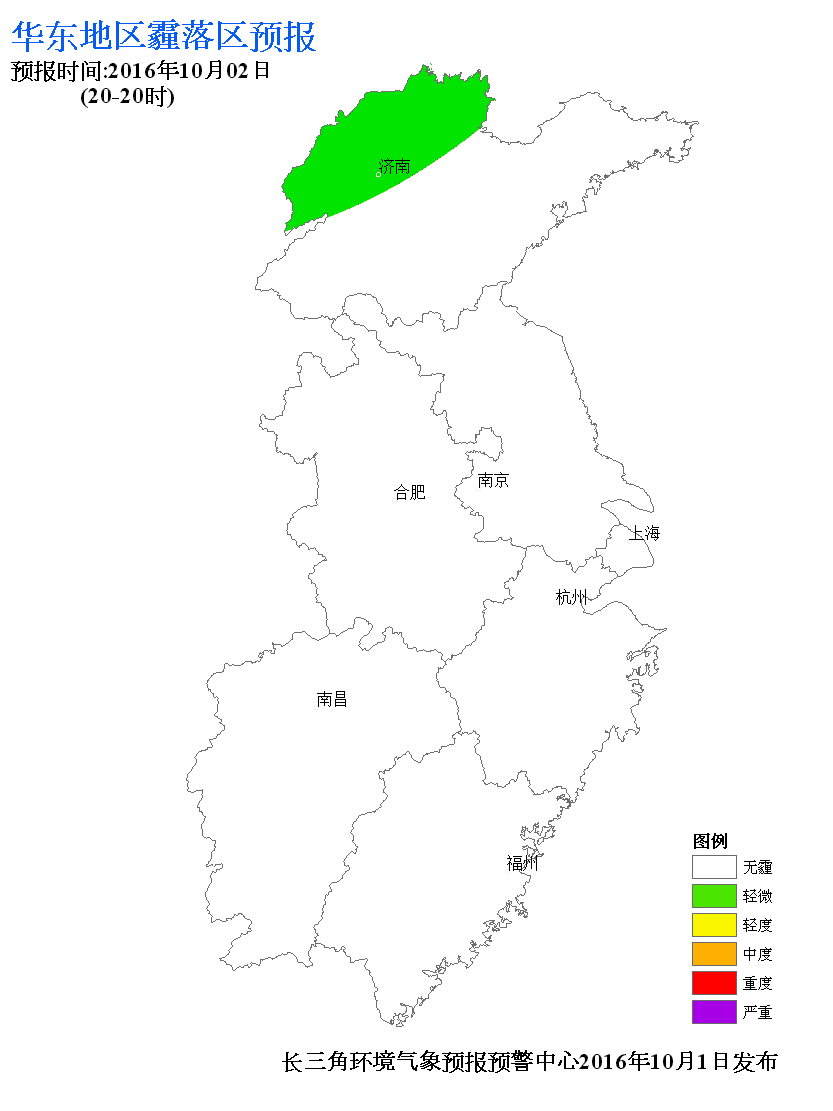 华东地区霾落区预报
预报时间:2016年10月02日
(20-20时)
济南
南京
合肥
上海
杭州
南昌
福州
图例
无霾
轻微
轻度
中度
重度
严重
长三角环境气象预报预警中心2016年10月1日发布